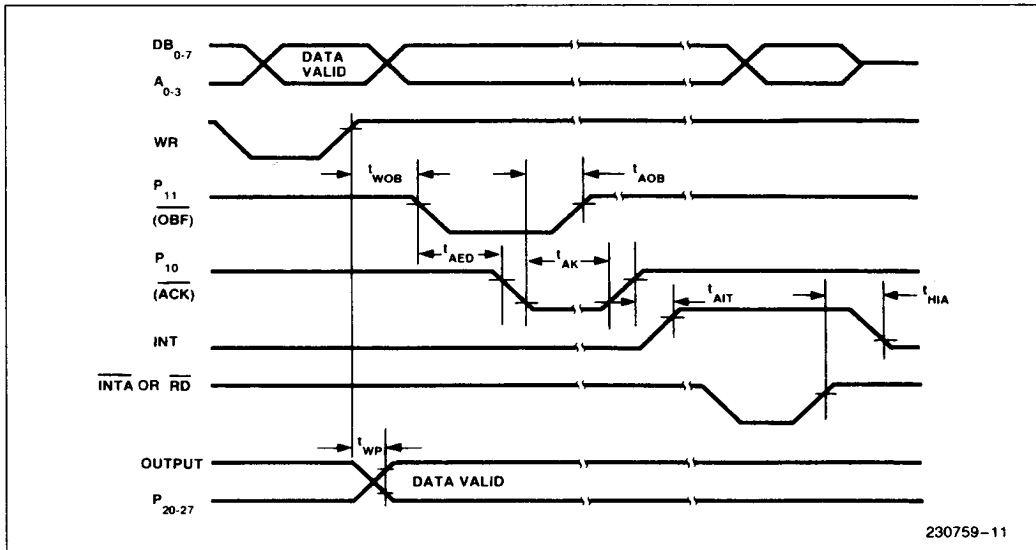 DB0-7
DATA
VALID
A0-3
WR
tWOB
tAOB
P11
(OBF)
tAED
tAK
P10
(ACK)
tAIT
tHIA
INT
INTA OR RD
tWP
OUTPUT
DATA VALID
P20-27
230759-11